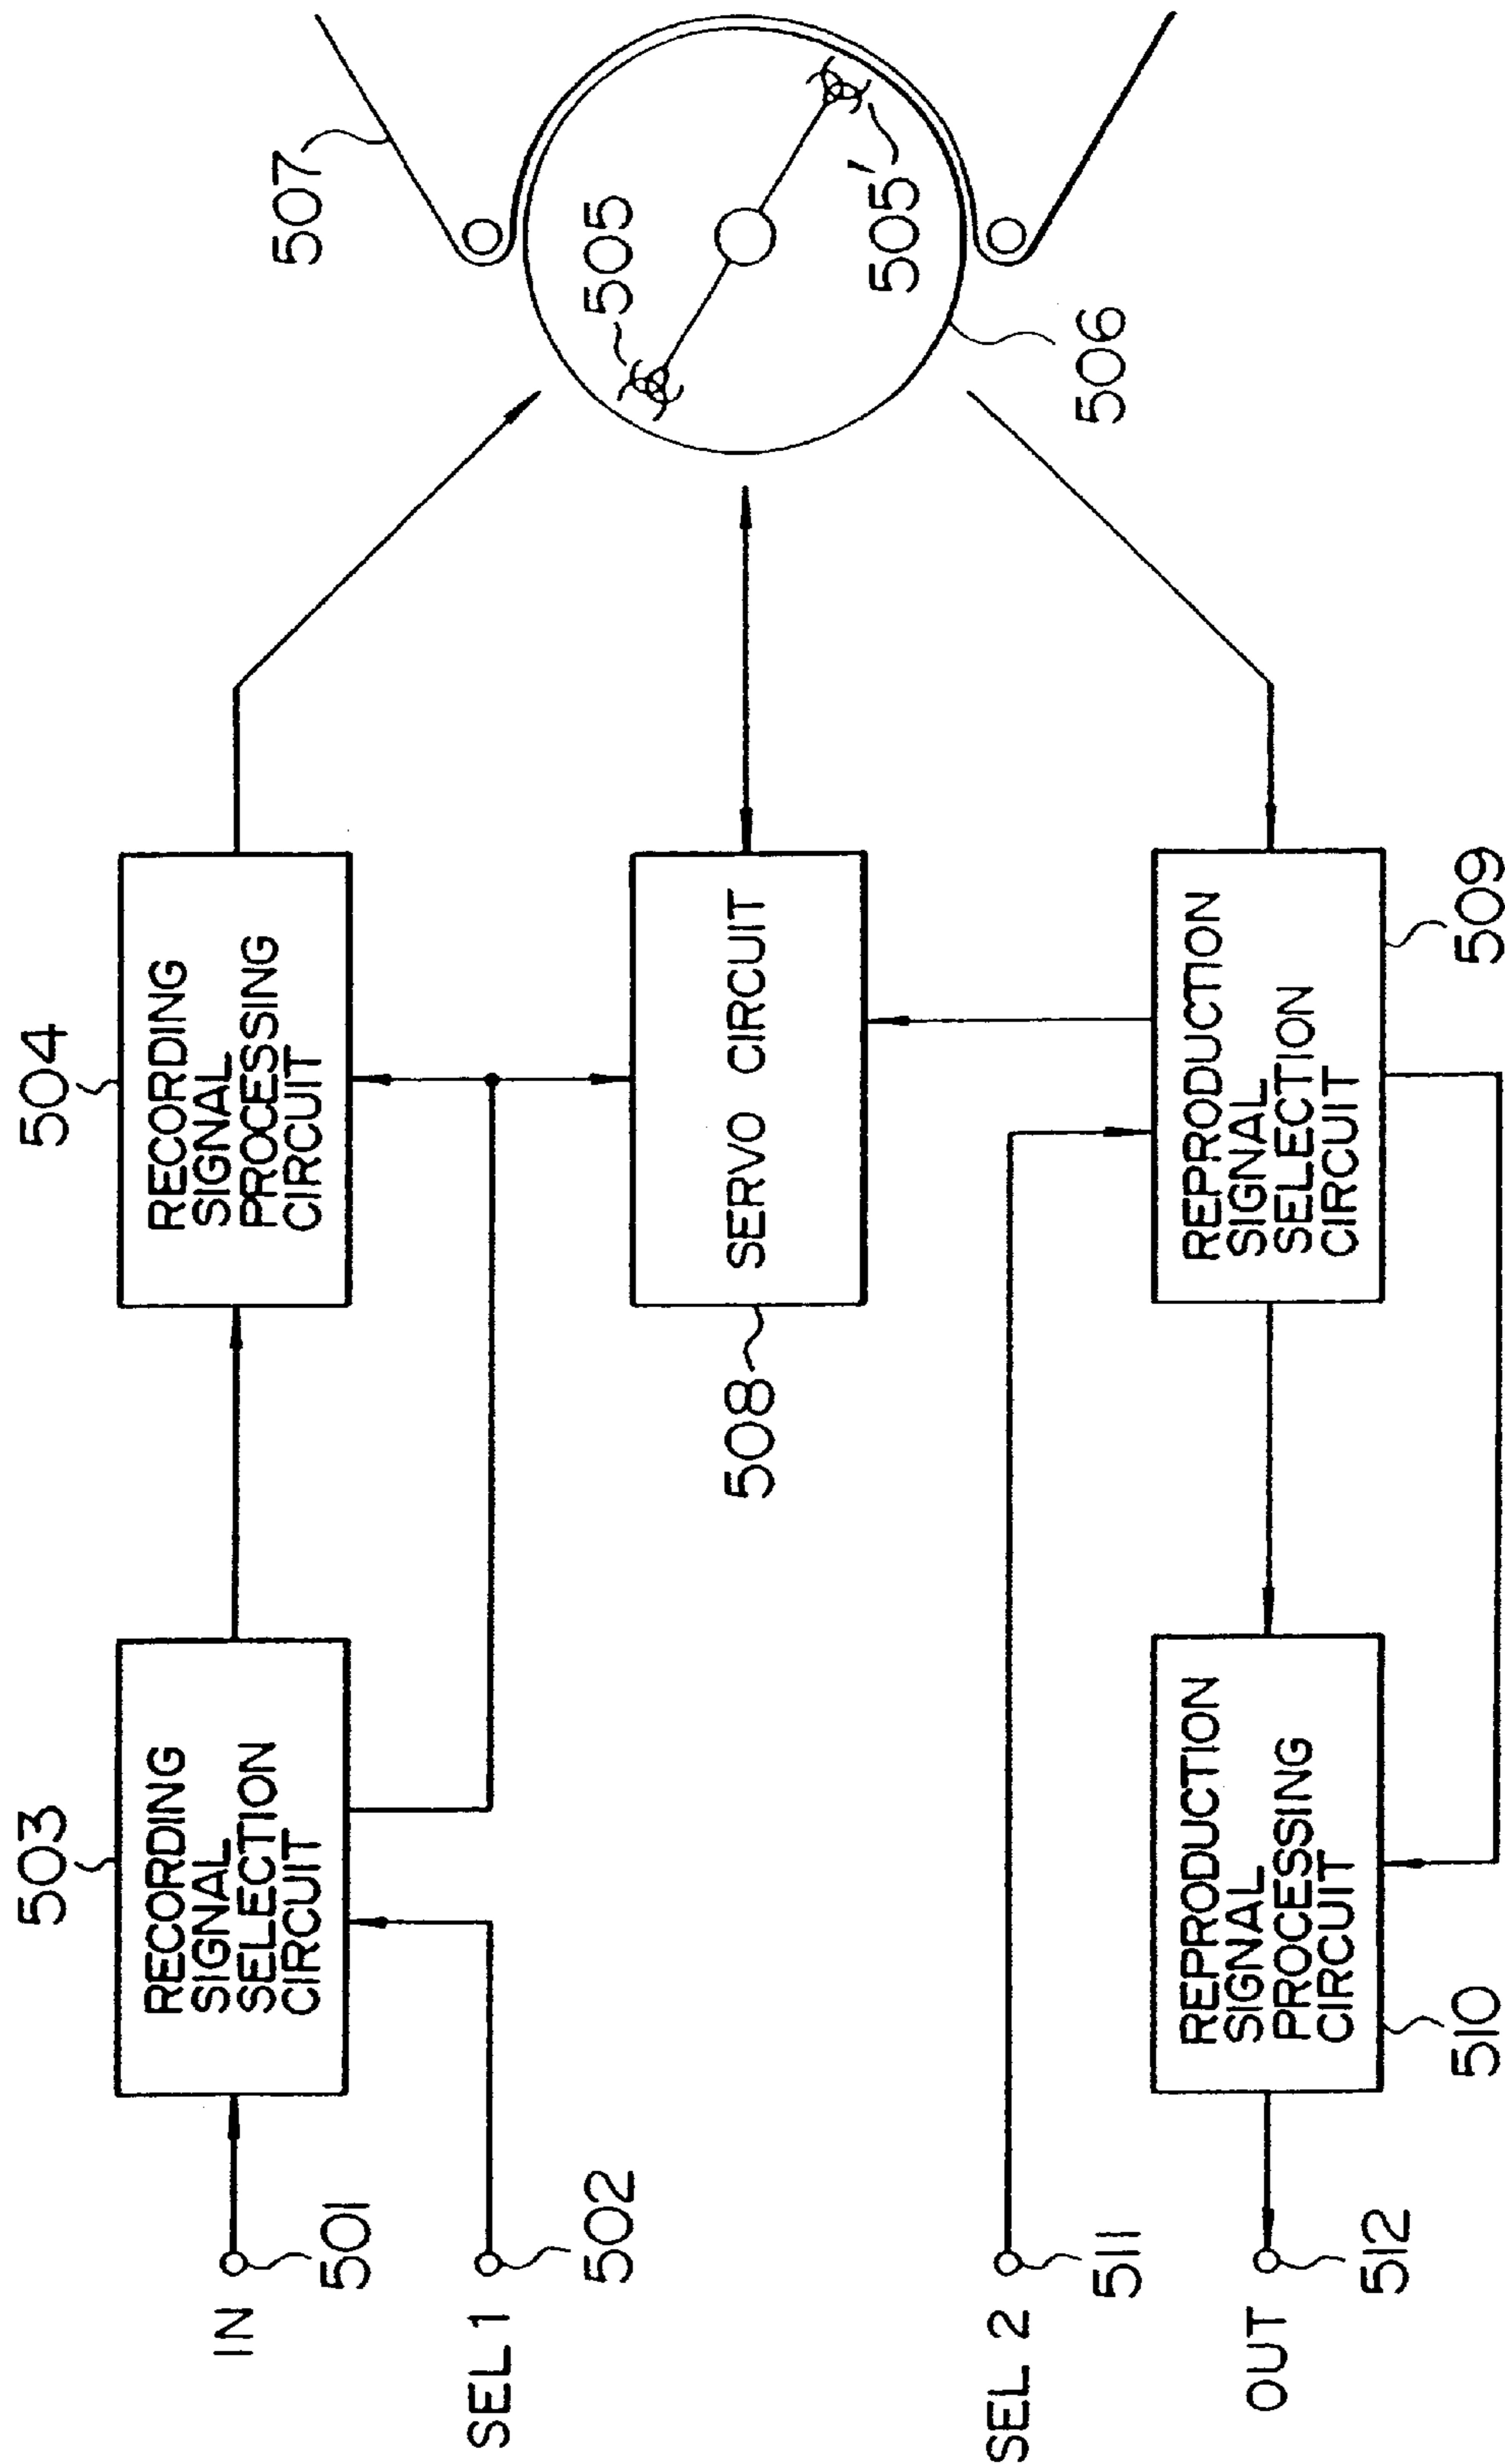 503
504
507
RECORDING
SIGNAL
SELECTION
CIRCUIT
RECORDING
SIGNAL
PROCESSING
CIRCUIT
IN
501
505
SEL 1
502
508
SERVO CIRCUIT
505'
SEL 2
511
506
REPRODUCTION
SIGNAL
PROCESSING
CIRCUIT
REPRODUCTION
SIGNAL
SELECTION
CIRCUIT
OUT
512
510
509